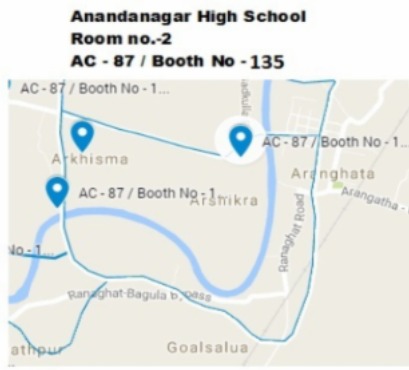 Anandanagar High School
Room no.-2
AC - 87 / Booth No - 135
AC - 87 / Booth No - 1...
AC - 87 / Booth No - 1...
Arkhisma
Aranghata
AC - 87 / Booth No - 1...
Arshikra
Arangatha -
Ranaghat Road
No - 1...
Ranaghat-Bagula
Goalsalua
athpur